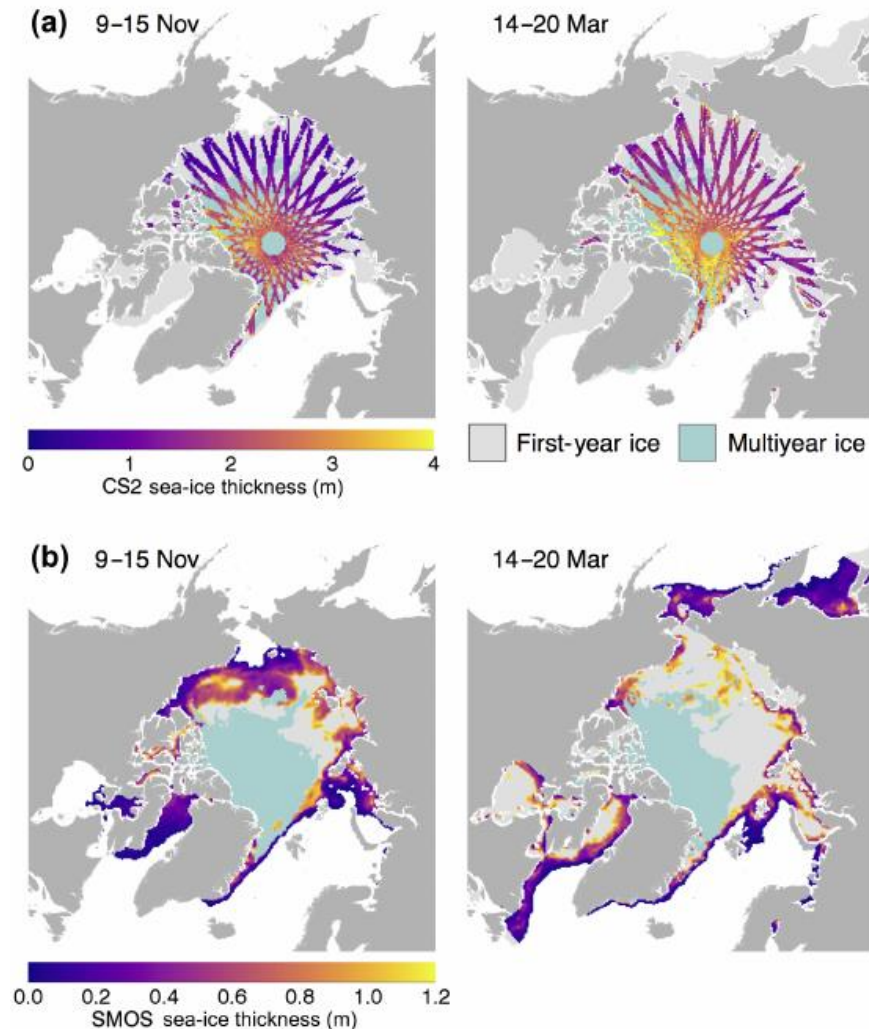 (a) 9–15 Nov 14–20 Mar
0 1 2 3 4
CS2 sea-ice thickness (m)
First-year ice Multiyear ice
(b) 9–15 Nov 14–20 Mar
0.0 0.2 0.4 0.6 0.8 1.0 1.2
SMOS sea-ice thickness (m)